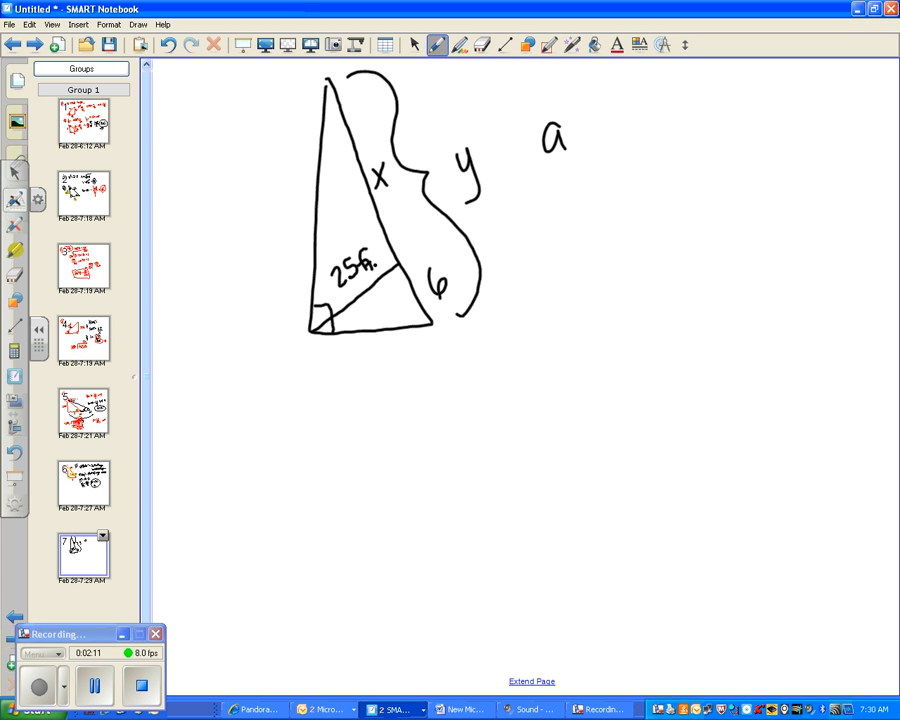 Untitled * - SMART Notebook
File Edit View Insert Format Draw Help
Groups
Group 1
Feb 28-6:12 AM
Feb 28-7:18 AM
Feb 28-7:19 AM
Feb 28-7:19 AM
Feb 28-7:21 AM
Feb 28-7:27 AM
Feb 28-7:29 AM
x
y
a
25ft.
6
Extend Page
Recording...
Menu
0:02:11
8.0 fps
Start
Pandora...
2 Micro...
2 SMA...
New Mic...
Sound - ...
Recordin...
7:30 AM